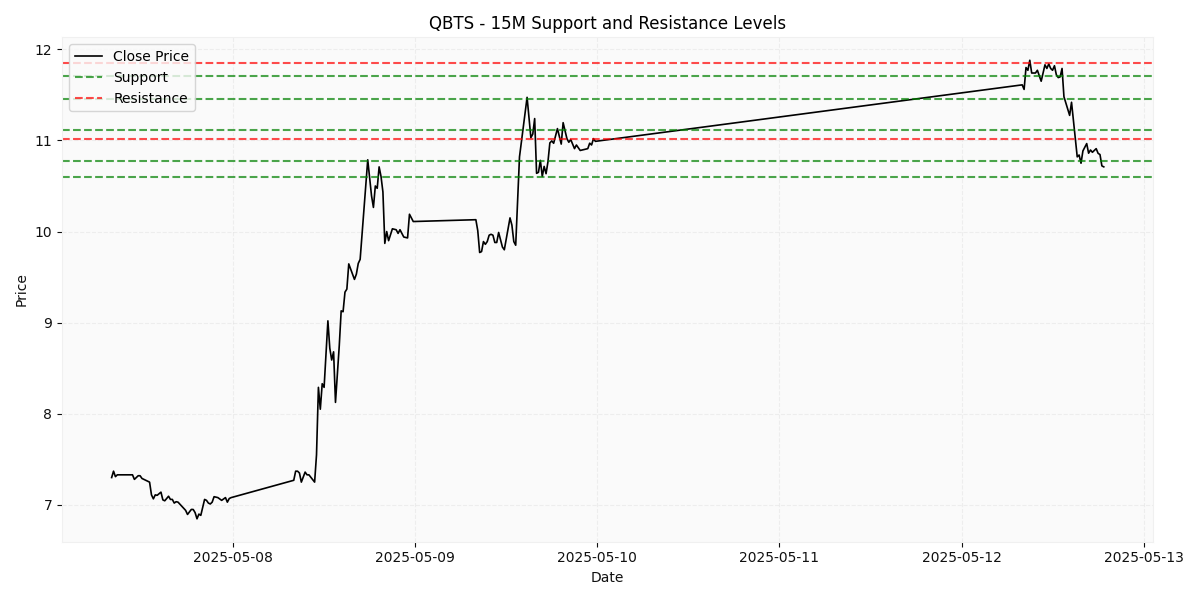 QBTS - 15M Support and Resistance Levels
Close Price
Support
Resistance
12
11
10
9
8
7
Price
2025-05-08
2025-05-09
2025-05-10
2025-05-11
2025-05-12
2025-05-13
Date